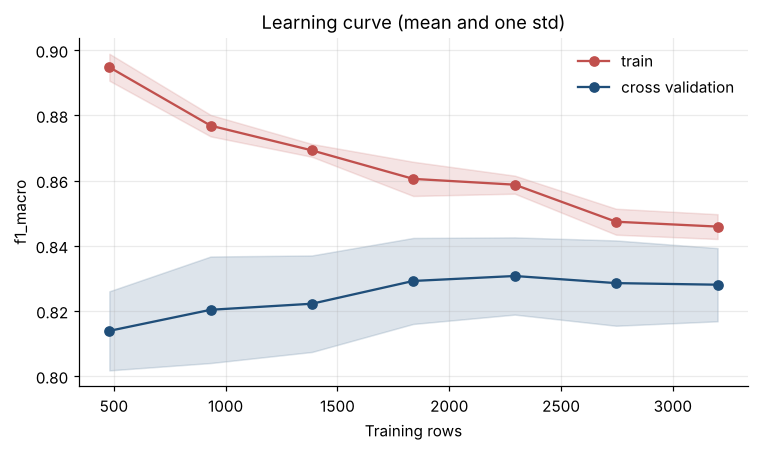 Learning curve (mean and one std)
train
cross validation
f1_macro
0.90
0.88
0.86
0.84
0.82
0.80
500
1000
1500
2000
2500
3000
Training rows